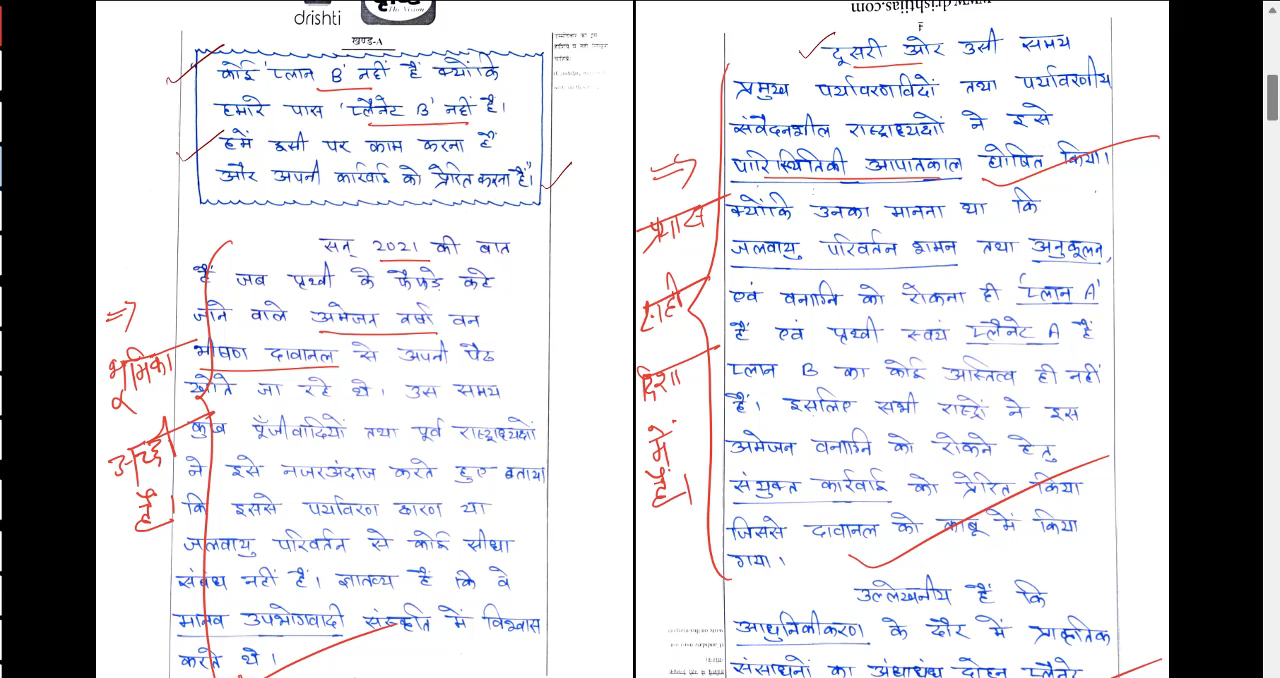 drishti
खण्ड-A
कोई 'प्लान B' नहीं हैं क्योंकि
हमारे पास 'प्लैनेट B' नहीं है।
हमें इसी पर काम करना हैं
और अपनी कार्रवाई को प्रेरित करना हैं"
सन् 2021 की बात
हैं जब पृथ्वी के फेफड़े कहे
जाने वाले अमेजन वर्षा वन
भीषण दावानल से अपनी पेड
खोते जा रहे थे। उस समय
कुछ पूँजीवादियों तथा पूर्व राष्ट्राध्यक्षों
ने इसे नजरअंदाज करते हुए बताया
कि इससे पर्यावरण क्षरण या
जलवायु परिवर्तन से कोई सीधा
संबंध नहीं हैं। ज्ञातव्य हैं कि वे
मानव उपभोगवादी संस्कृति में विश्वास
करते थे।
भूमिका
अच्छी
है।
www.drishtiias.com
दूसरी ओर उसी समय
प्रमुख पर्यावरणविदों तथा पर्यावरणीय
संवेदनशील राष्ट्राध्यक्षों ने इसे
पारिस्थितिकी आपातकाल घोषित किया।
क्योंकि उनका मानना था कि
जलवायु परिवर्तन शमन तथा अनुकूलन,
एवं वनाग्नि को रोकना ही 'प्लान A'
हैं एवं पृथ्वी स्वयं प्लैनेट A हैं
प्लान B का कोई अस्तित्व ही नहीं
हैं। इसलिए सभी राष्ट्रों ने इस
अमेजन वनाग्नि को रोकने हेतु
संयुक्त कार्रवाई को प्रेरित किया
जिससे दावानल को काबू में किया
गया।
उल्लेखनीय हैं कि
आधुनिकीकरण के दौर में प्राकृतिक
संसाधनों का अंधाधंध दोहन प्लैनेट
प्रयास
सही
दिशा
में
है।